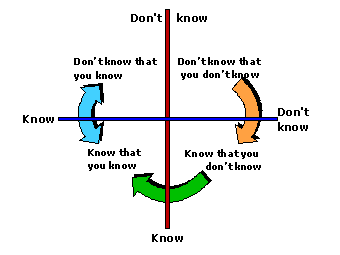 Don't know
Don't know that
you know
Don't know that
you don't know
Know
Don't
know
Know that
you know
Know that you
don't know
Know